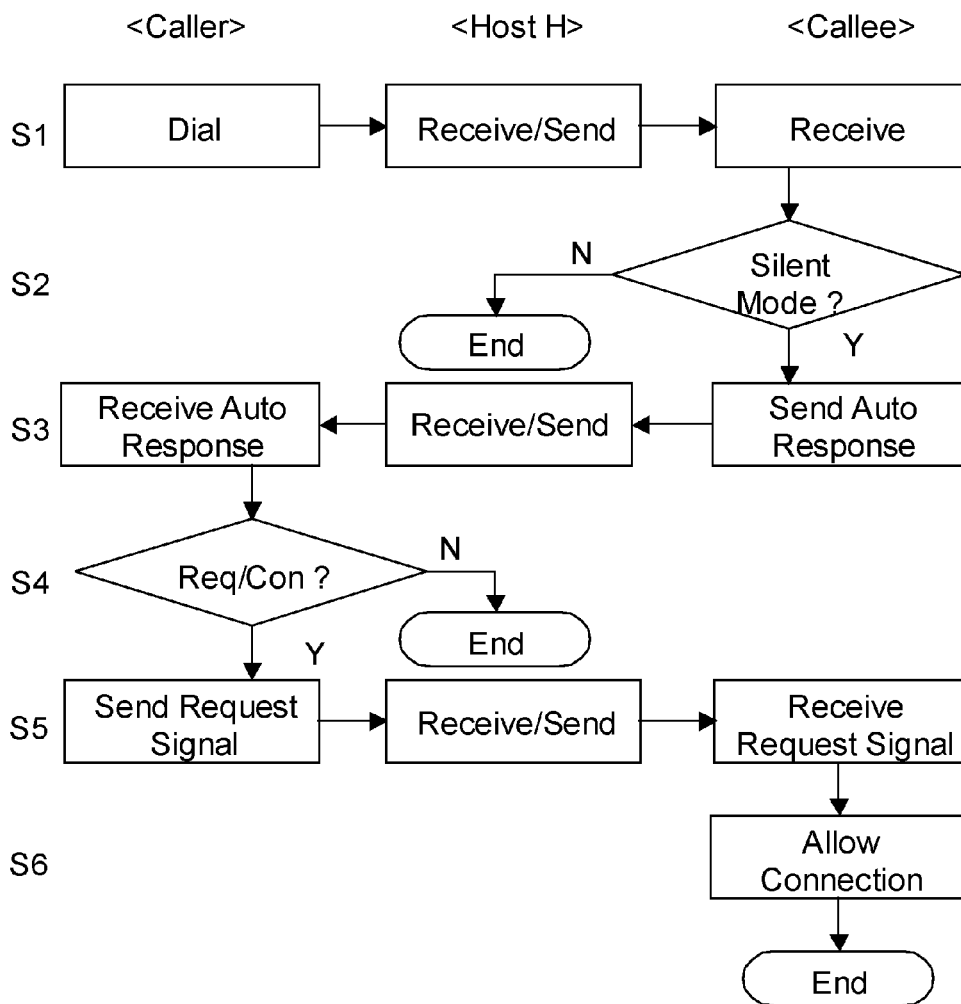 <Caller> <Host H> <Callee>
S1 Dial Receive/Send Receive
S2 N Silent
Mode ?
End
Y
S3 Receive Auto
Response
Receive/Send
Send Auto
Response
S4 Req/Con ? N
End
Y
S5 Send Request
Signal
Receive/Send
Receive
Request Signal
S6 Allow
Connection
End